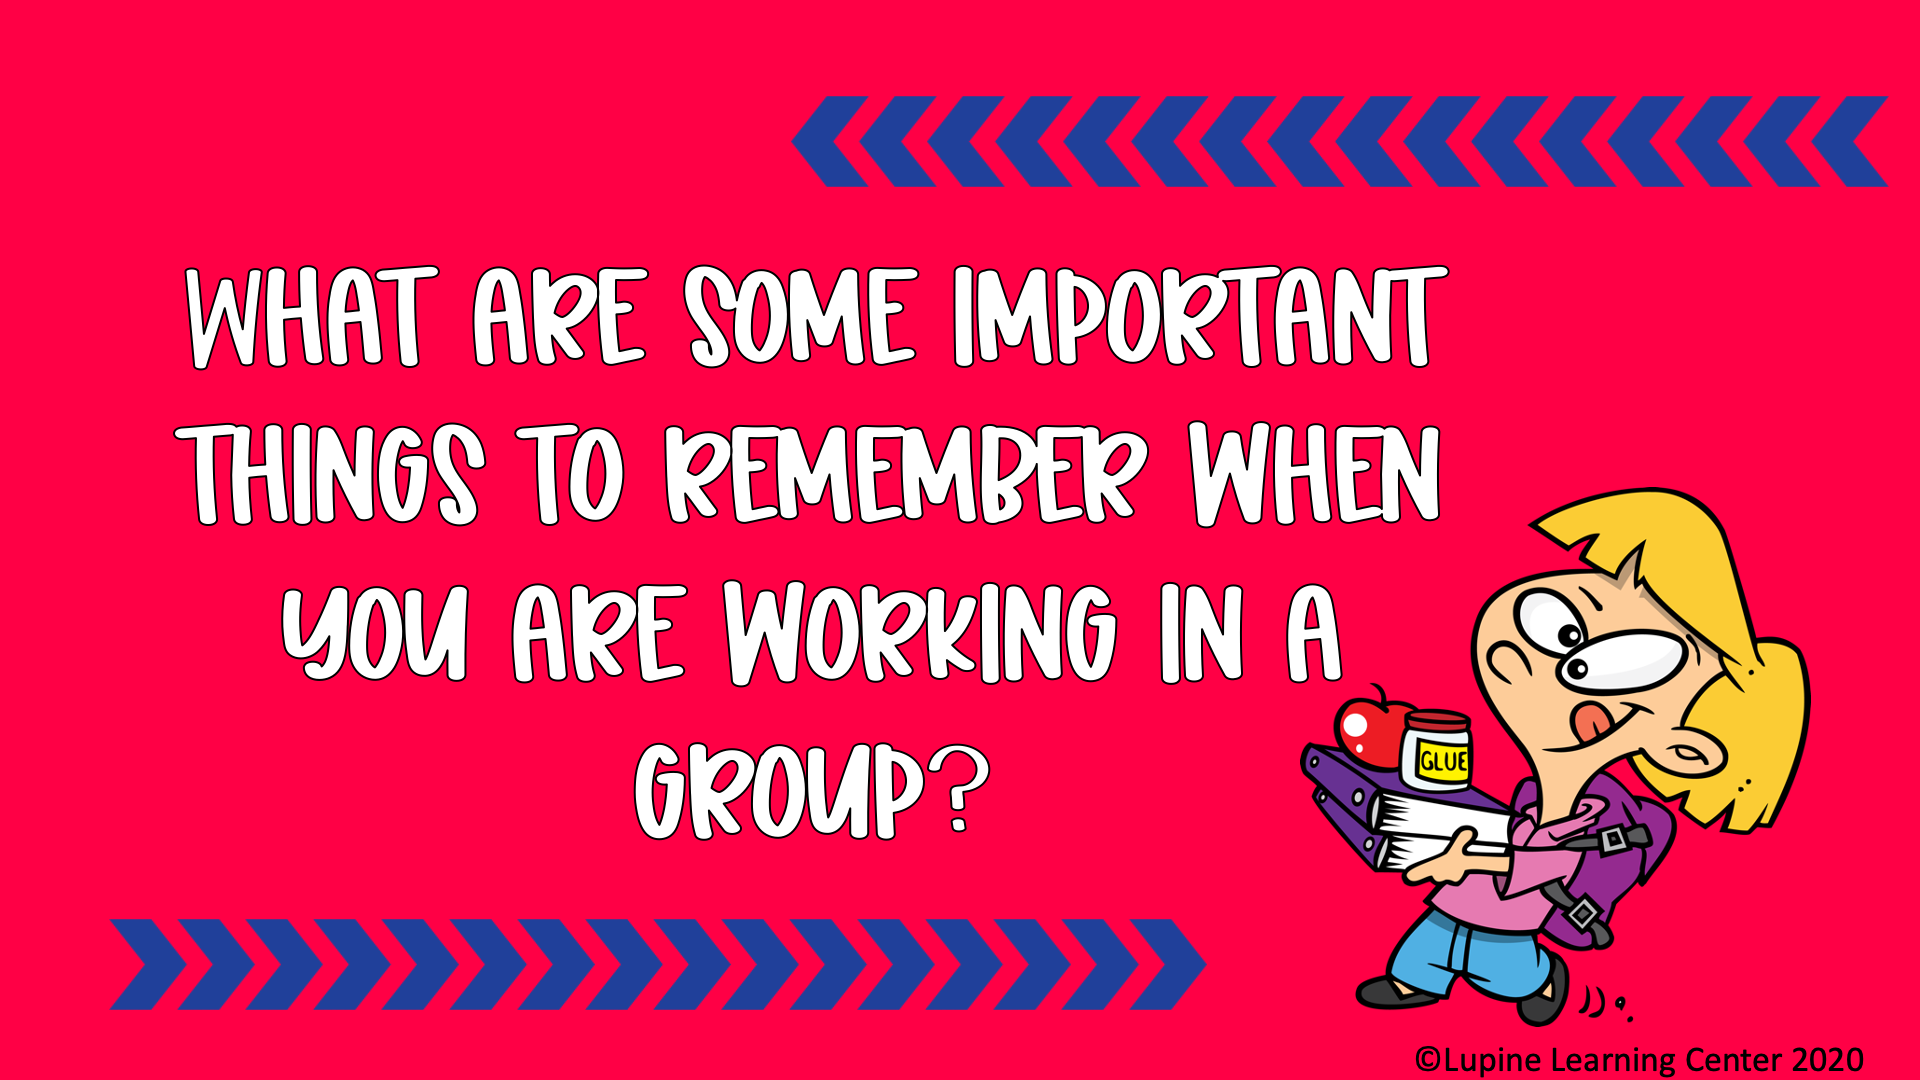 WHAT ARE SOME IMPORTANT
THINGS TO REMEMBER WHEN
YOU ARE WORKING IN A
GROUP?
GLUE
©Lupine Learning Center 2020